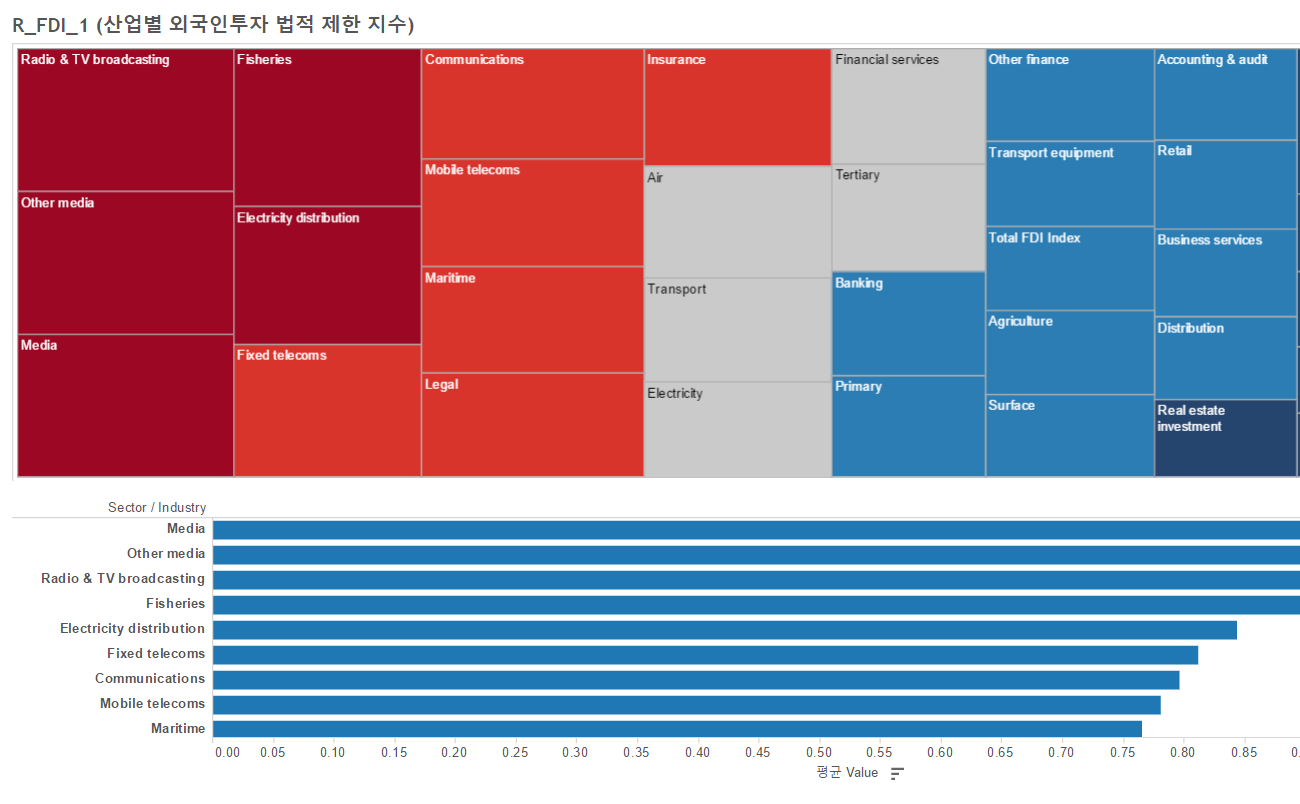 R_FDI_1 (산업별 외국인투자 법적 제한 지수)
Radio & TV broadcasting
Other media
Media
Fisheries
Electricity distribution
Fixed telecoms
Communications
Mobile telecoms
Maritime
Legal
Insurance
Air
Transport
Electricity
Financial services
Tertiary
Banking
Primary
Other finance
Transport equipment
Total FDI Index
Agriculture
Surface
Accounting & audit
Retail
Business services
Distribution
Real estate
investment
Sector / Industry
Media
Other media
Radio & TV broadcasting
Fisheries
Electricity distribution
Fixed telecoms
Communications
Mobile telecoms
Maritime
0.00 0.05 0.10 0.15 0.20 0.25 0.30 0.35 0.40 0.45 0.50 0.55 0.60 0.65 0.70 0.75 0.80 0.85
평균 Value